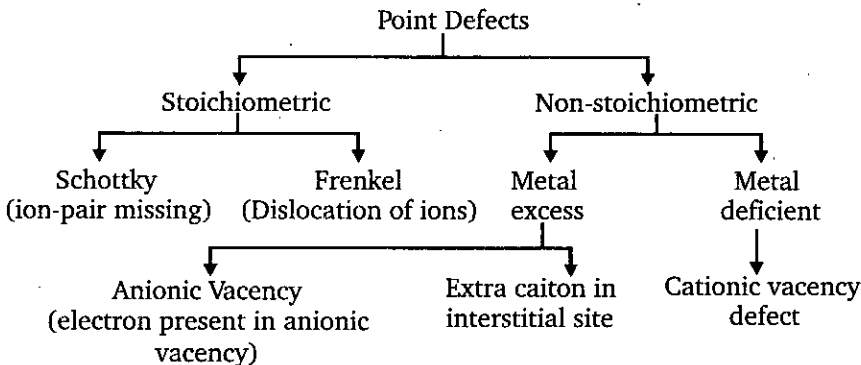 Point Defects
Stoichiometric
Non-stoichiometric
Schottky
(ion-pair missing)
Frenkel
(Dislocation of ions)
Metal
excess
Metal
deficient
Anionic Vacency
(electron present in anionic
vacency)
Extra caiton in
interstitial site
Cationic vacency
defect